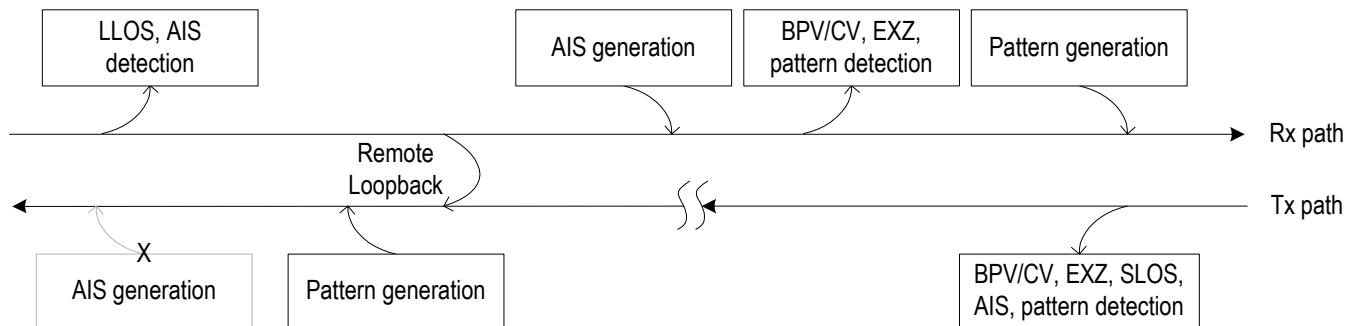 LLOS, AIS
detection
AIS generation
BPV/CV, EXZ,
pattern detection
Pattern generation
Rx path
Remote
Loopback
Tx path
X
AIS generation
Pattern generation
BPV/CV, EXZ, SLOS,
AIS, pattern detection